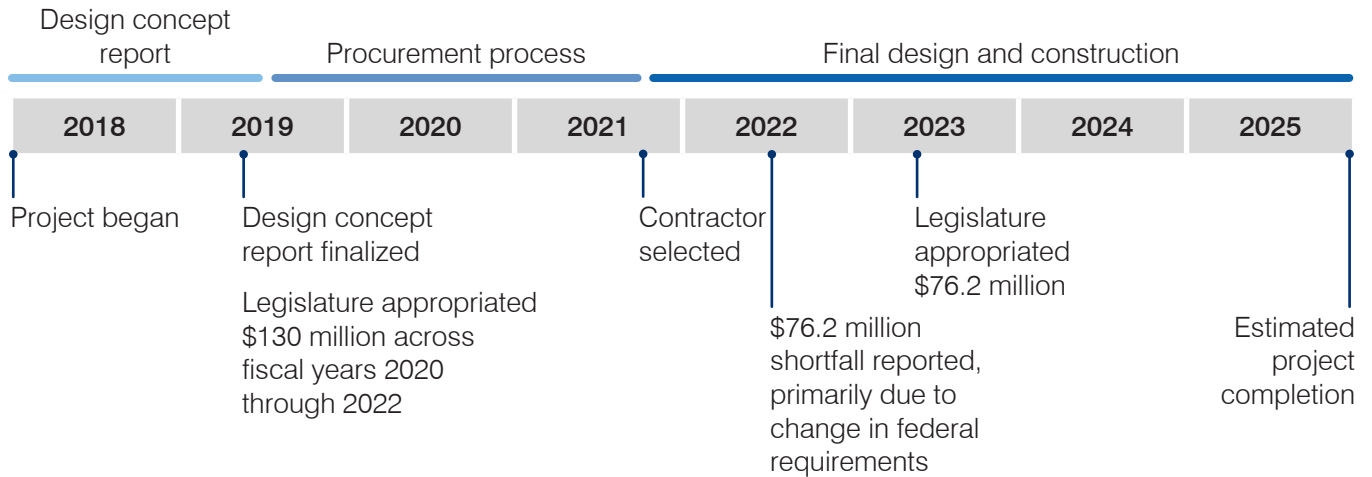 Design concept
report
Procurement process
Final design and construction
2018
2019
2020
2021
2022
2023
2024
2025
Project began
Design concept
report finalized
Legislature appropriated
$130 million across
fiscal years 2020
through 2022
Contractor
selected
$76.2 million
shortfall reported,
primarily due to
change in federal
requirements
Legislature
appropriated
$76.2 million
Estimated
project
completion